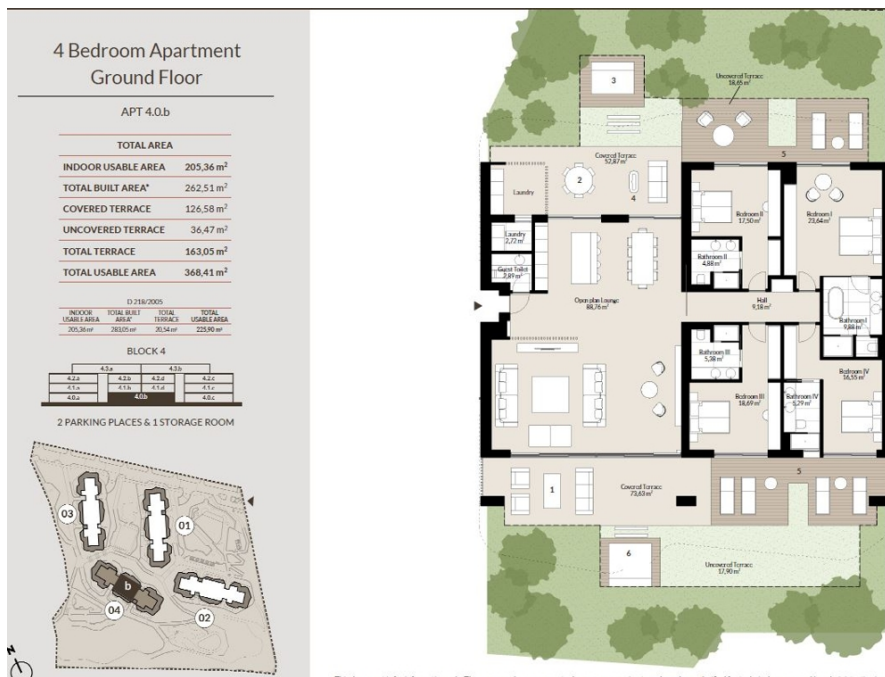 4 Bedroom Apartment
Ground Floor
APT 4.0.b
TOTAL AREA
INDOOR USABLE AREA 205,36 m²
TOTAL BUILT AREA* 262,51 m²
COVERED TERRACE 126,58 m²
UNCOVERED TERRACE 36,47 m²
TOTAL TERRACE 163,05 m²
TOTAL USABLE AREA 368,41 m²
D 218/2005
INDOOR USABLE AREA TOTAL BUILT AREA* TOTAL TERRACE TOTAL USABLE AREA
205,36 m² 283,05 m² 20,54 m² 225,90 m²
BLOCK 4
4.3.a 4.3.b
4.2.a 4.2.b 4.2.d 4.2.c
4.1.a 4.1.b 4.1.d 4.1.c
4.0.a 4.0.b 4.0.c
2 PARKING PLACES & 1 STORAGE ROOM
03
01
b
04
02
N
3
Uncovered Terrace
18,65 m²
Covered Terrace
52,87 m²
5
2
4
Laundry
Bedroom II
17,50 m²
Bedroom I
23,64 m²
Laundry
2,72 m²
Bathroom II
4,88 m²
Guest Toilet
2,89 m²
Open plan Lounge
88,76 m²
Hall
9,18 m²
Bathroom I
9,88 m²
Bathroom III
5,38 m²
Bedroom IV
16,55 m²
Bedroom III
18,69 m²
Bathroom IV
5,29 m²
1
Covered Terrace
73,63 m²
5
6
Uncovered Terrace
17,90 m²